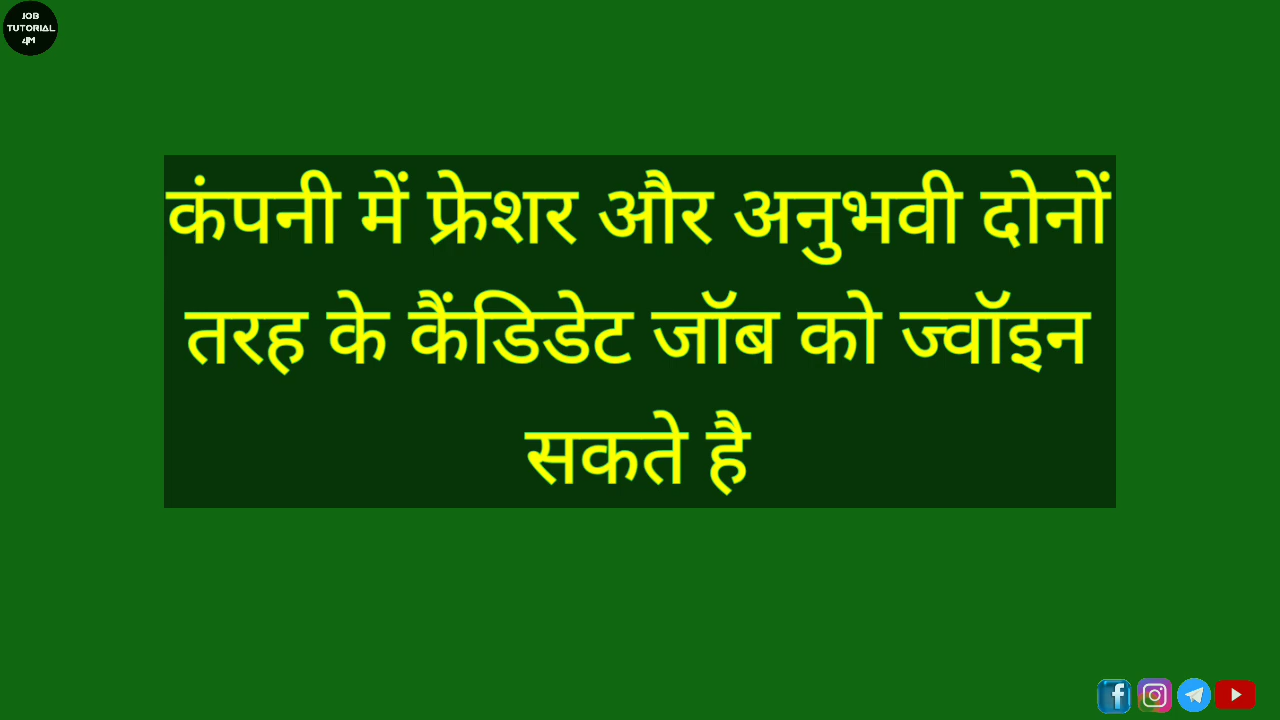 JOB
TUTORIAL
4M
कंपनी में फ्रेशर और अनुभवी दोनों
तरह के कैंडिडेट जॉब को ज्वॉइन
सकते है